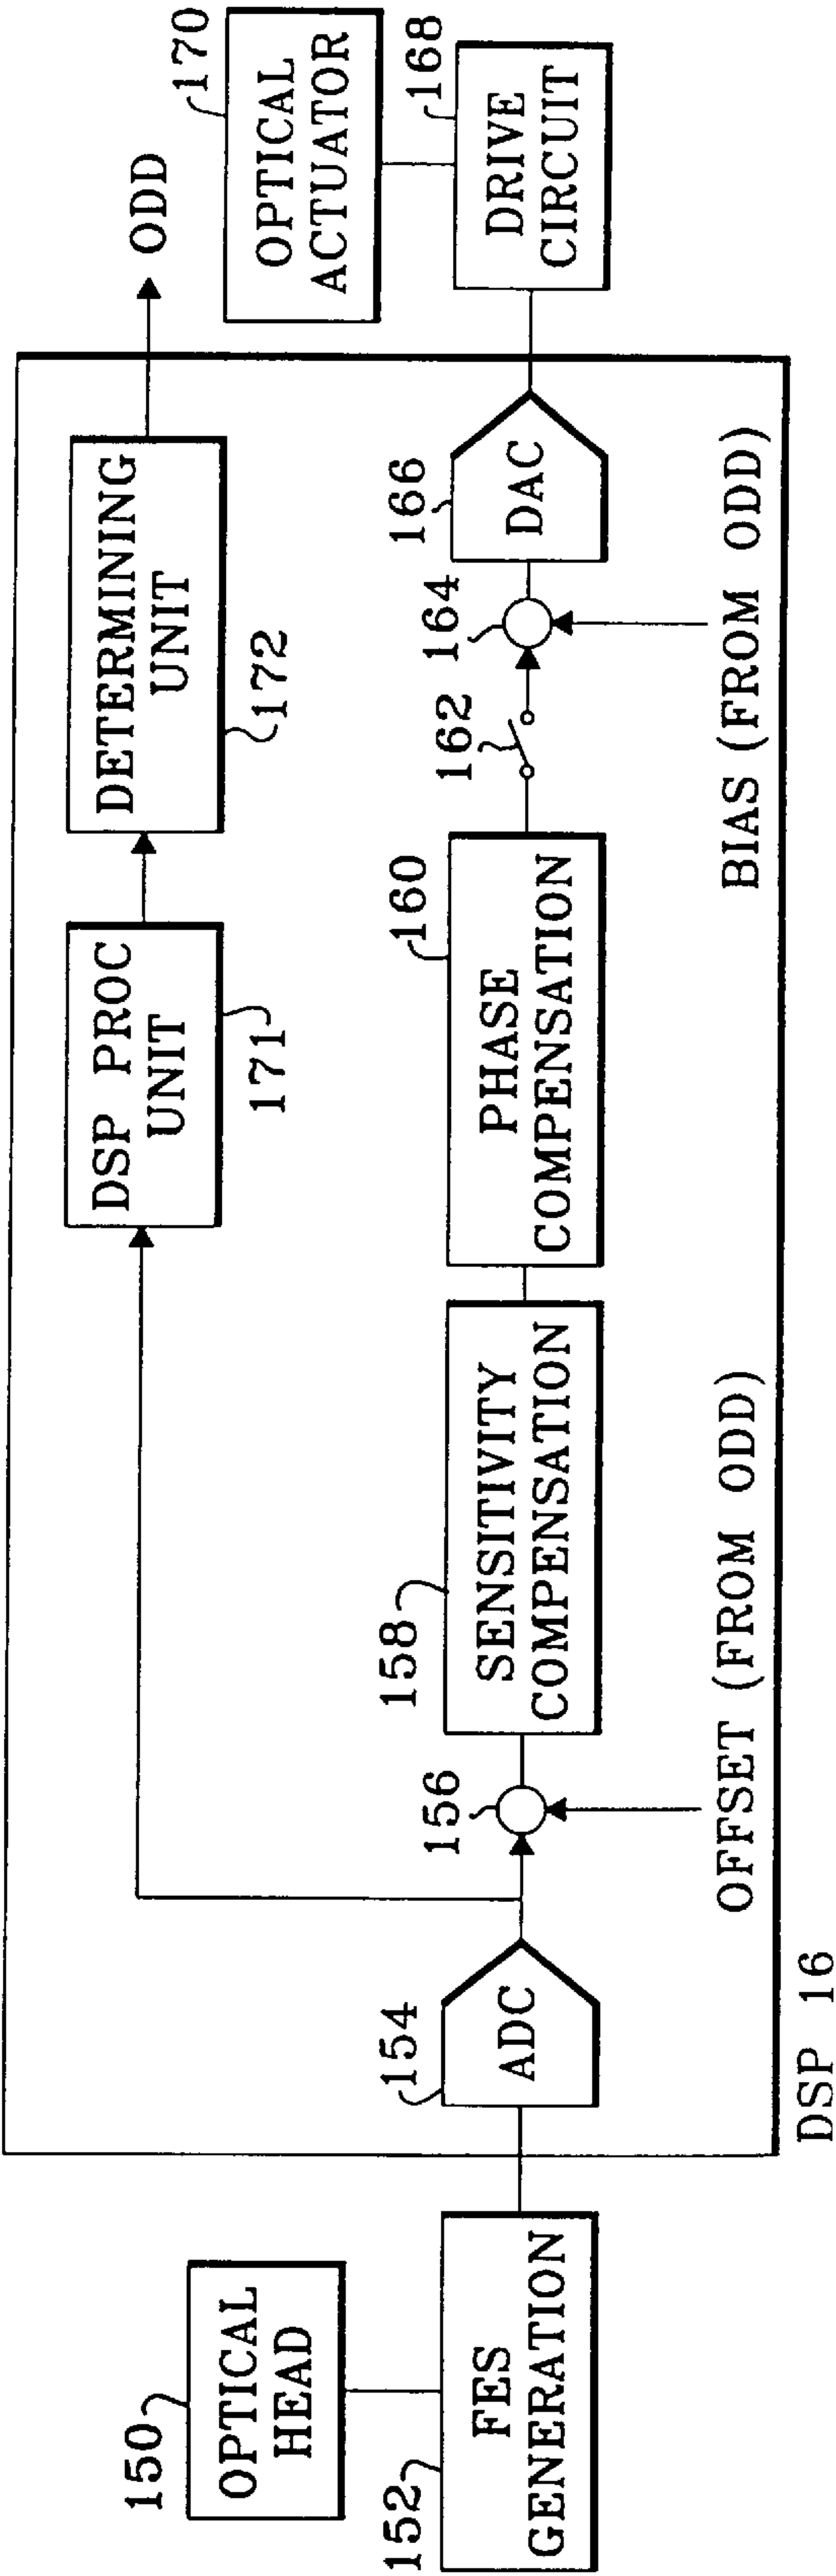 150
OPTICAL
HEAD
152
FES
GENERATION
154
ADC
156
OFFSET (FROM ODD)
158
SENSITIVITY
COMPENSATION
160
PHASE
COMPENSATION
162
164
BIAS (FROM ODD)
166
DAC
168
DRIVE
CIRCUIT
170
OPTICAL
ACTUATOR
DSP PROC
UNIT
171
DETERMINING
UNIT
172
ODD
DSP 16